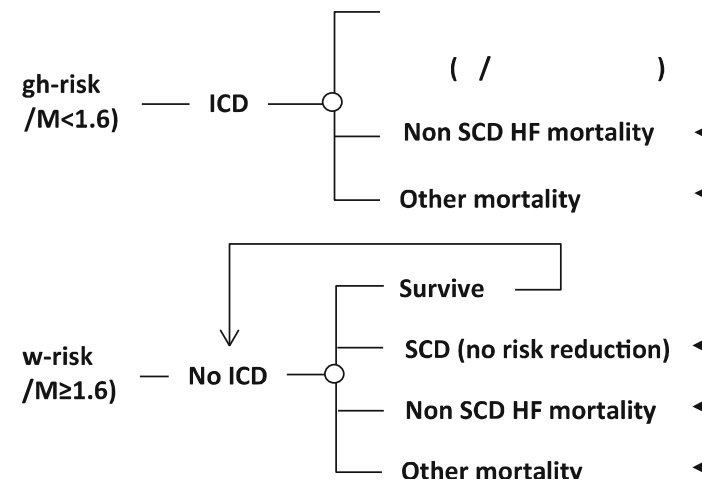 ( / )
gh-risk
/M<1.6)
ICD
Non SCD HF mortality
Other mortality
Survive
w-risk
/M≥1.6)
No ICD
SCD (no risk reduction)
Non SCD HF mortality
Other mortality